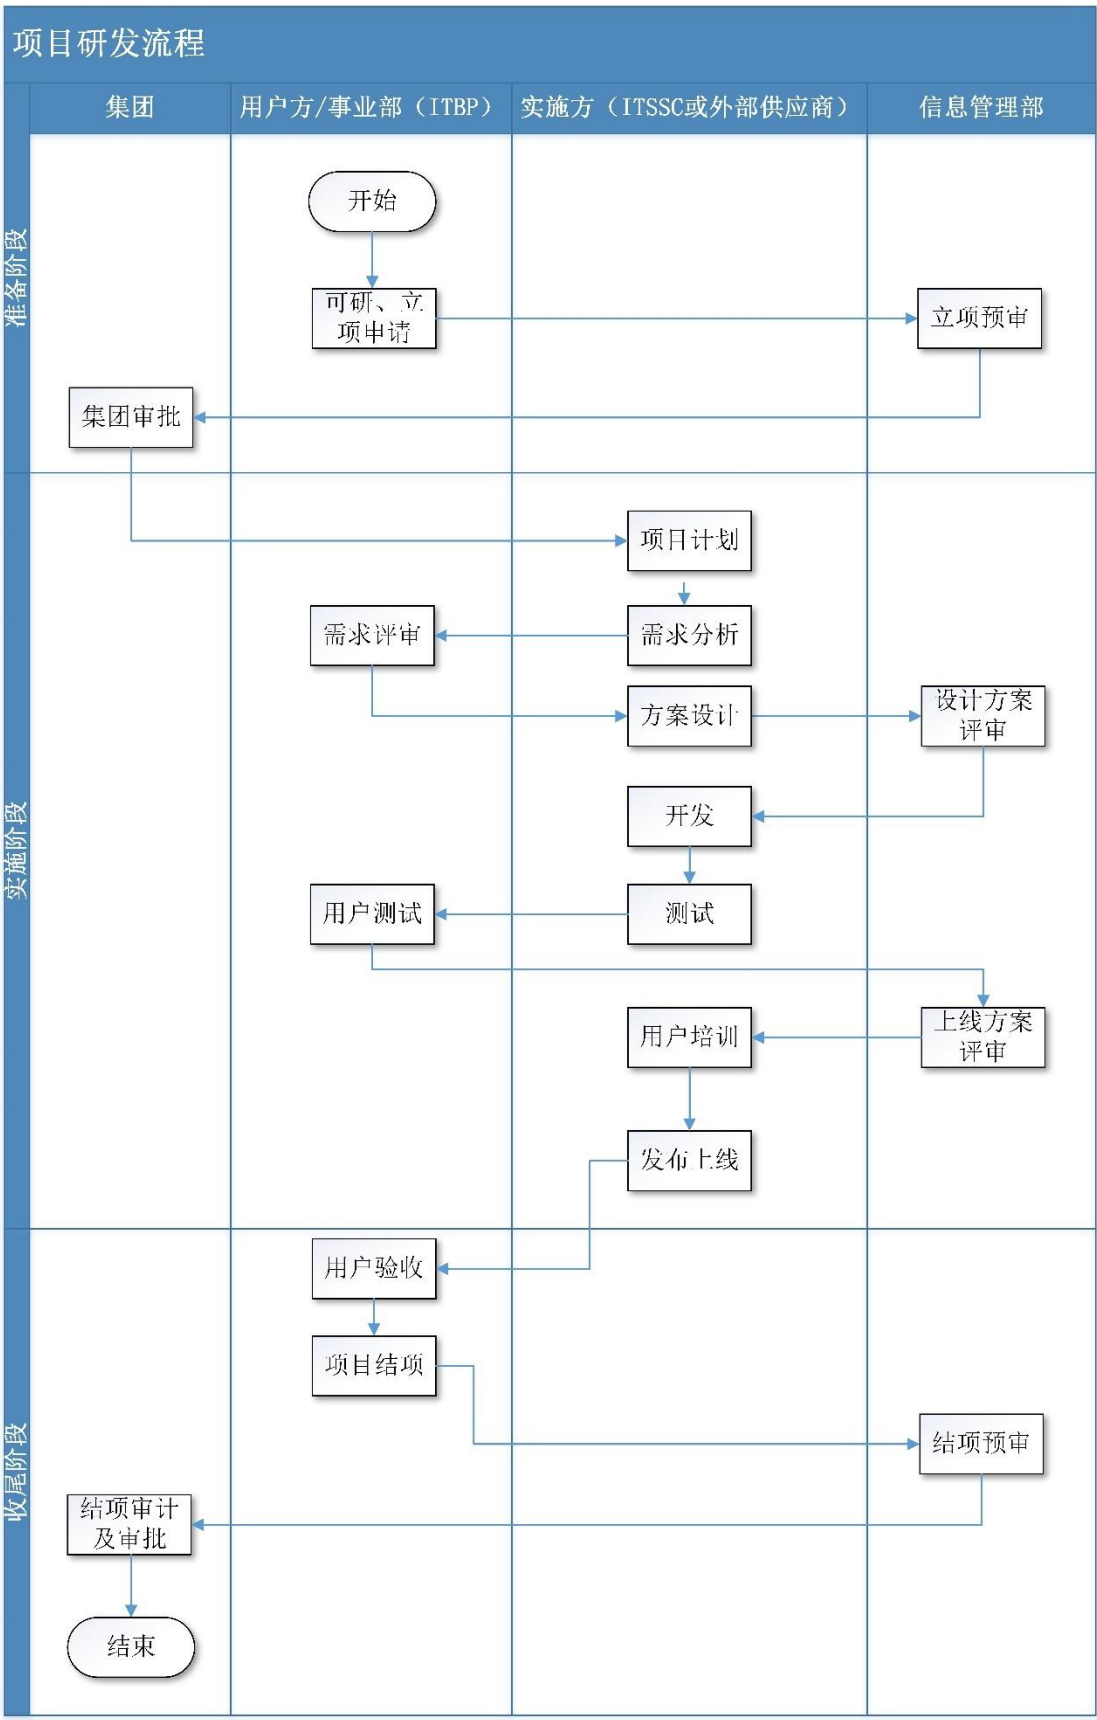 项目研发流程
集团
用户方/事业部（ITBP）
实施方（ITSSC或外部供应商）
信息管理部
准备阶段
开始
可研、立
项申请
立项预审
集团审批
实施阶段
项目计划
需求评审
需求分析
方案设计
设计方案
评审
开发
用户测试
测试
用户培训
上线方案
评审
发布上线
收尾阶段
用户验收
项目结项
结项预审
结项审计
及审批
结束